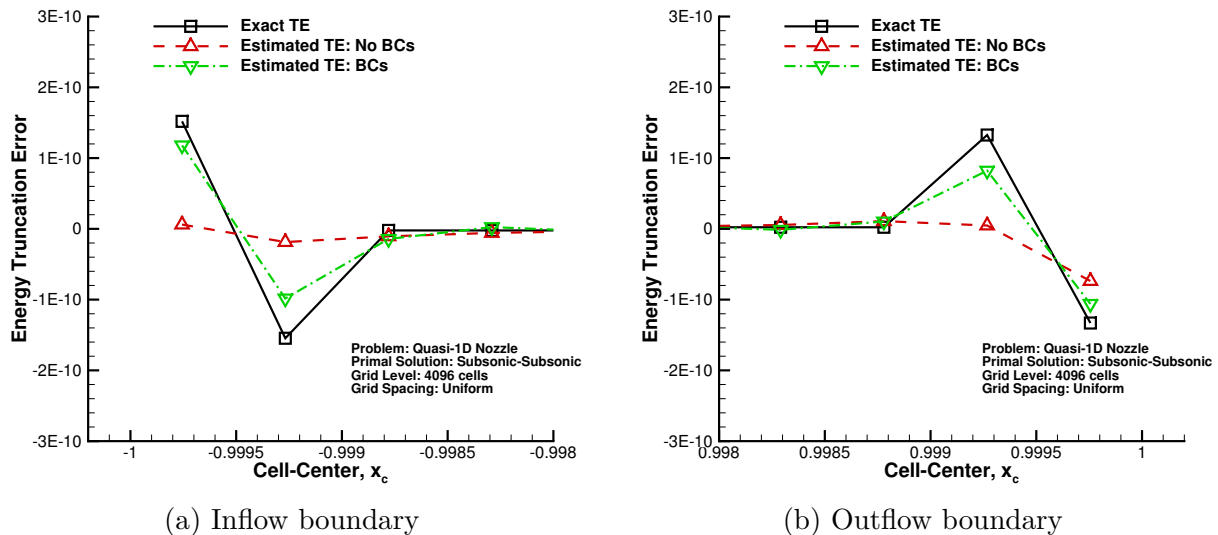 3E-10
2E-10
1E-10
0
-1E-10
-2E-10
-3E-10
Energy Truncation Error
Exact TE
Estimated TE: No BCs
Estimated TE: BCs
Problem: Quasi-1D Nozzle
Primal Solution: Subsonic-Subsonic
Grid Level: 4096 cells
Grid Spacing: Uniform
-1
-0.9995
-0.999
-0.9985
-0.998
Cell-Center, x_c
(a) Inflow boundary
3E-10
2E-10
1E-10
0
-1E-10
-2E-10
-3E-10
Energy Truncation Error
Exact TE
Estimated TE: No BCs
Estimated TE: BCs
Problem: Quasi-1D Nozzle
Primal Solution: Subsonic-Subsonic
Grid Level: 4096 cells
Grid Spacing: Uniform
0.998
0.9985
0.999
0.9995
1
Cell-Center, x_c
(b) Outflow boundary